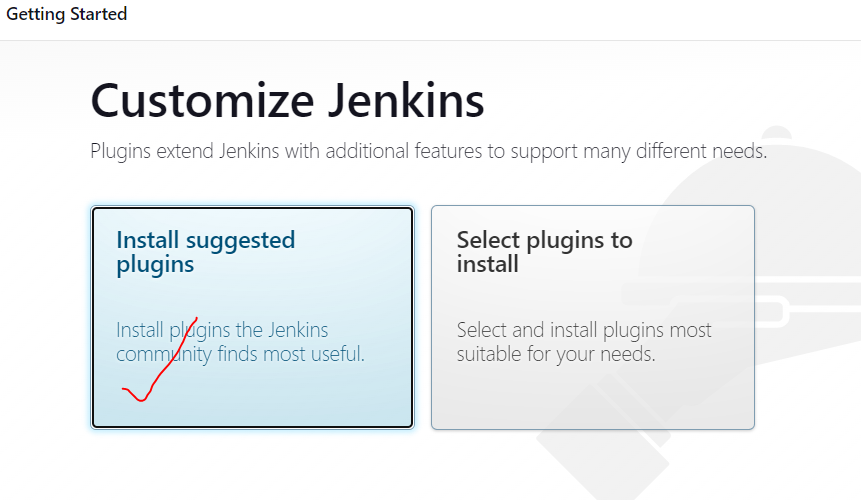 Getting Started
Customize Jenkins
Plugins extend Jenkins with additional features to support many different needs.
Install suggested
plugins
Install plugins the Jenkins
community finds most useful.
Select plugins to
install
Select and install plugins most
suitable for your needs.